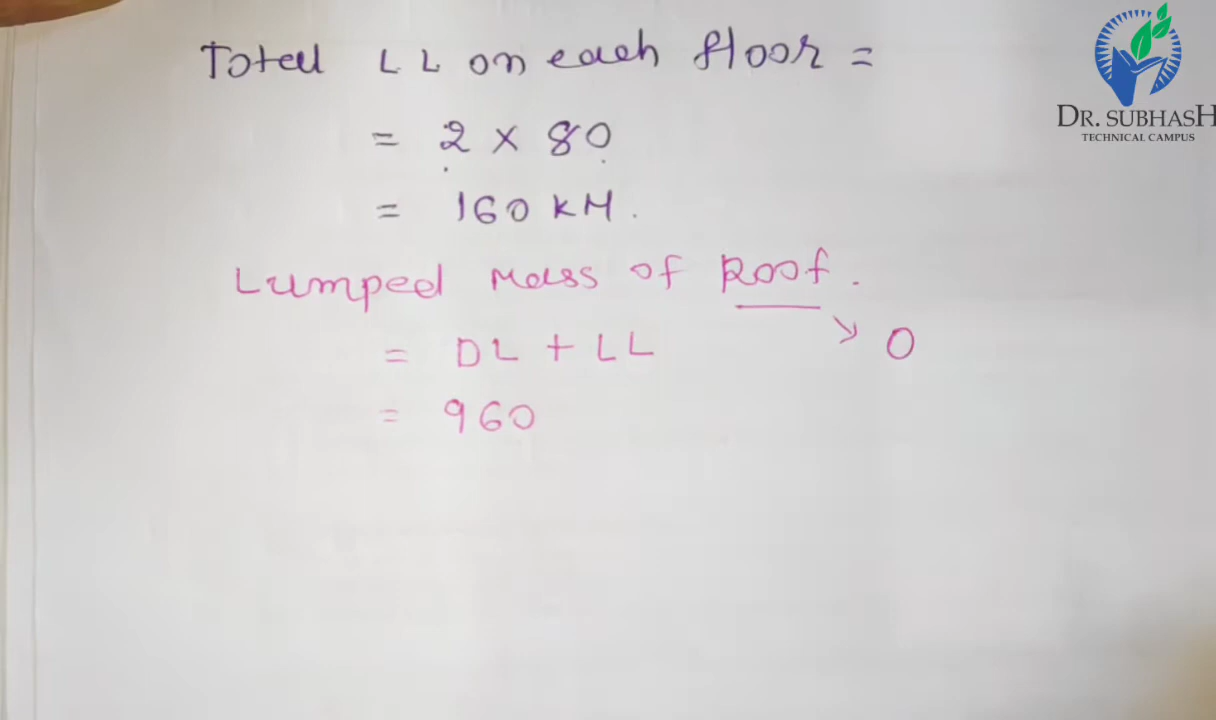 Total LL on each floor =
= 2 × 80
= 160 KN.
Lumped Mass of Roof.
= DL + LL
↘ 0
= 960
DR. SUBHASH
TECHNICAL CAMPUS